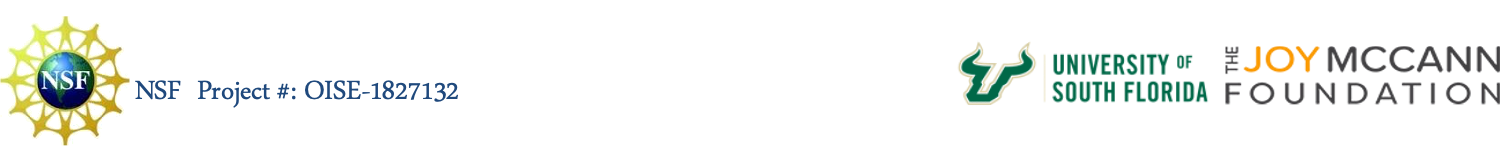 NSF
NSF Project #: OISE-1827132
UNIVERSITY OF
SOUTH FLORIDA
THE JOY MCCANN
FOUNDATION